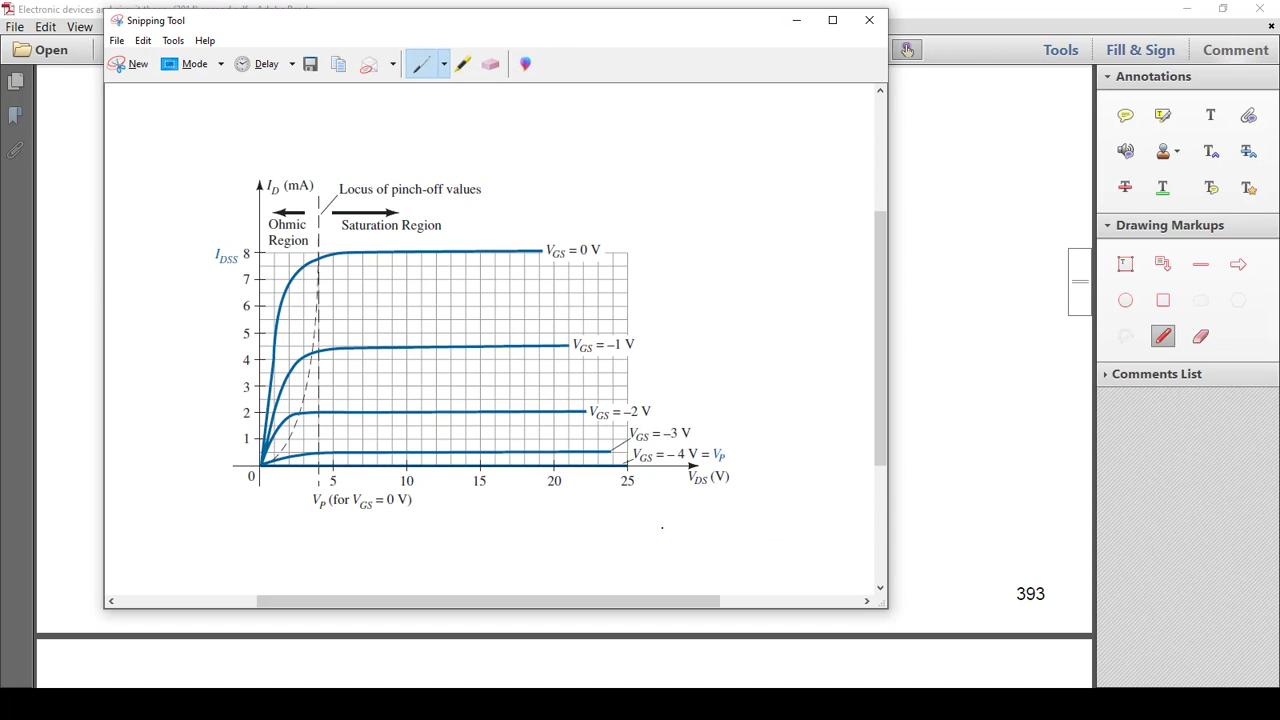 Snipping Tool
File Edit View
File Edit Tools Help
Open
New Mode Delay
Tools Fill & Sign Comment
Annotations
T
T T
T T
Drawing Markups
T
Comments List
I_D (mA)
Locus of pinch-off values
Ohmic
Region
Saturation Region
I_DSS 8
7
6
5
4
3
2
1
0
5 10 15 20 25
V_GS = 0 V
V_GS = –1 V
V_GS = –2 V
V_GS = –3 V
V_GS = – 4 V = V_P
V_DS (V)
V_P (for V_GS = 0 V)
393